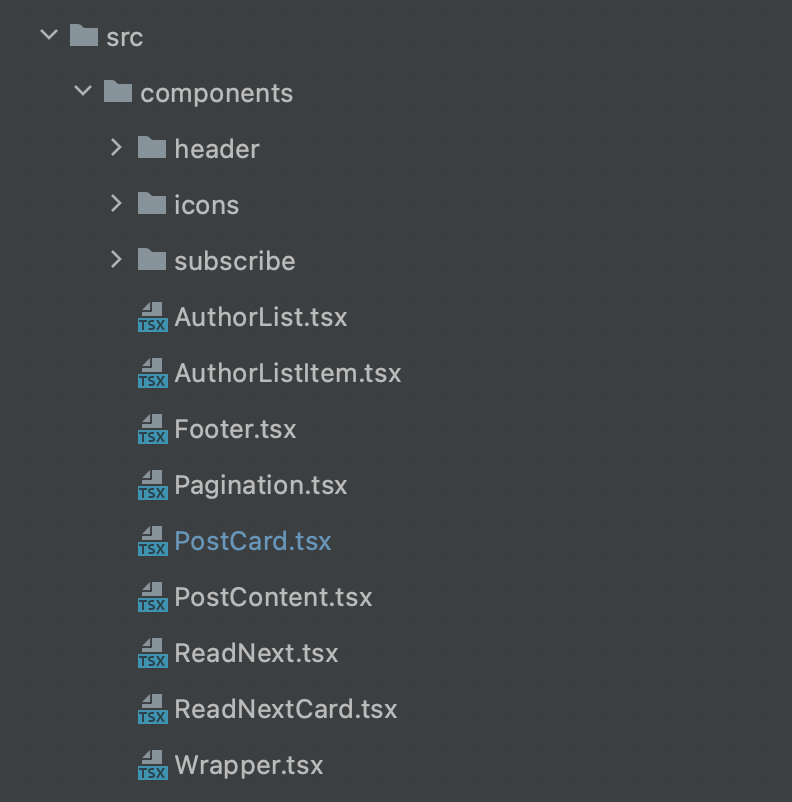 src
components
header
icons
subscribe
TSX AuthorList.tsx
TSX AuthorListItem.tsx
TSX Footer.tsx
TSX Pagination.tsx
TSX PostCard.tsx
TSX PostContent.tsx
TSX ReadNext.tsx
TSX ReadNextCard.tsx
TSX Wrapper.tsx